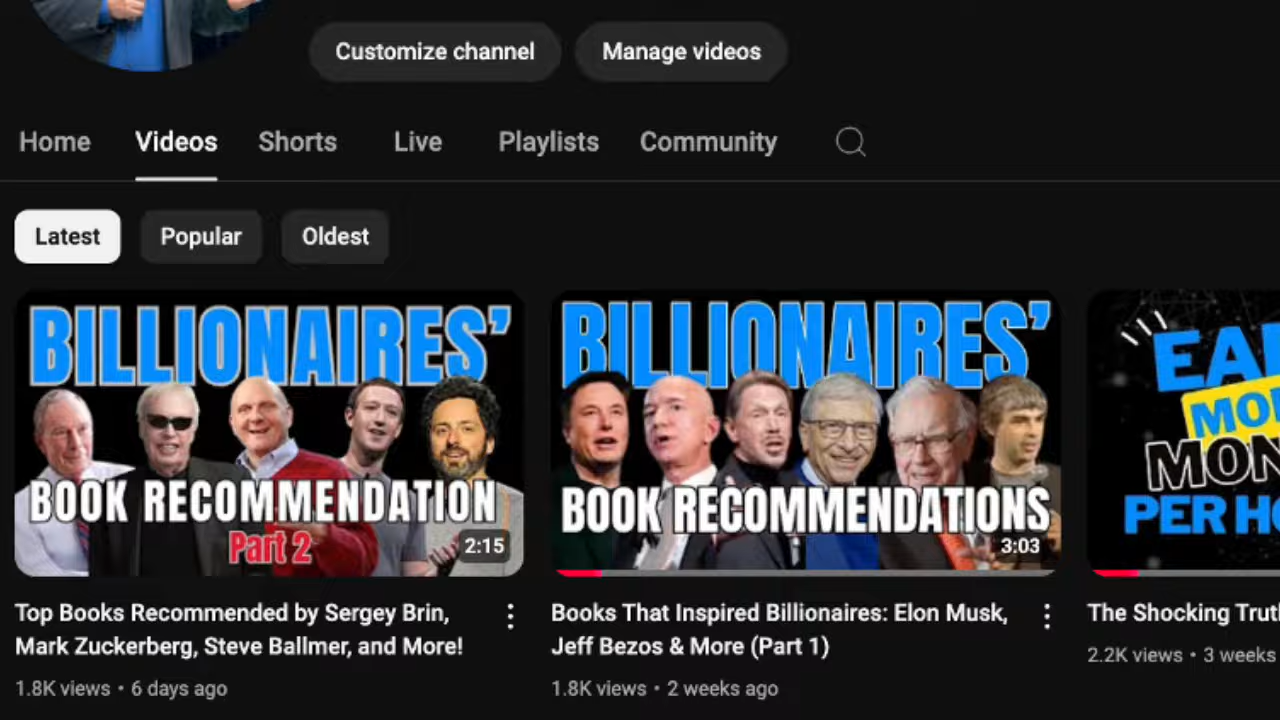 Customize channel
Manage videos
Home
Videos
Shorts
Live
Playlists
Community
Latest
Popular
Oldest
BILLIONAIRES'
BOOK RECOMMENDATION
Part 2
2:15
Top Books Recommended by Sergey Brin,
Mark Zuckerberg, Steve Ballmer, and More!
1.8K views • 6 days ago
BILLIONAIRES'
BOOK RECOMMENDATIONS
3:03
Books That Inspired Billionaires: Elon Musk,
Jeff Bezos & More (Part 1)
1.8K views • 2 weeks ago
PER
The Shocking
2.2K views • 3 weeks